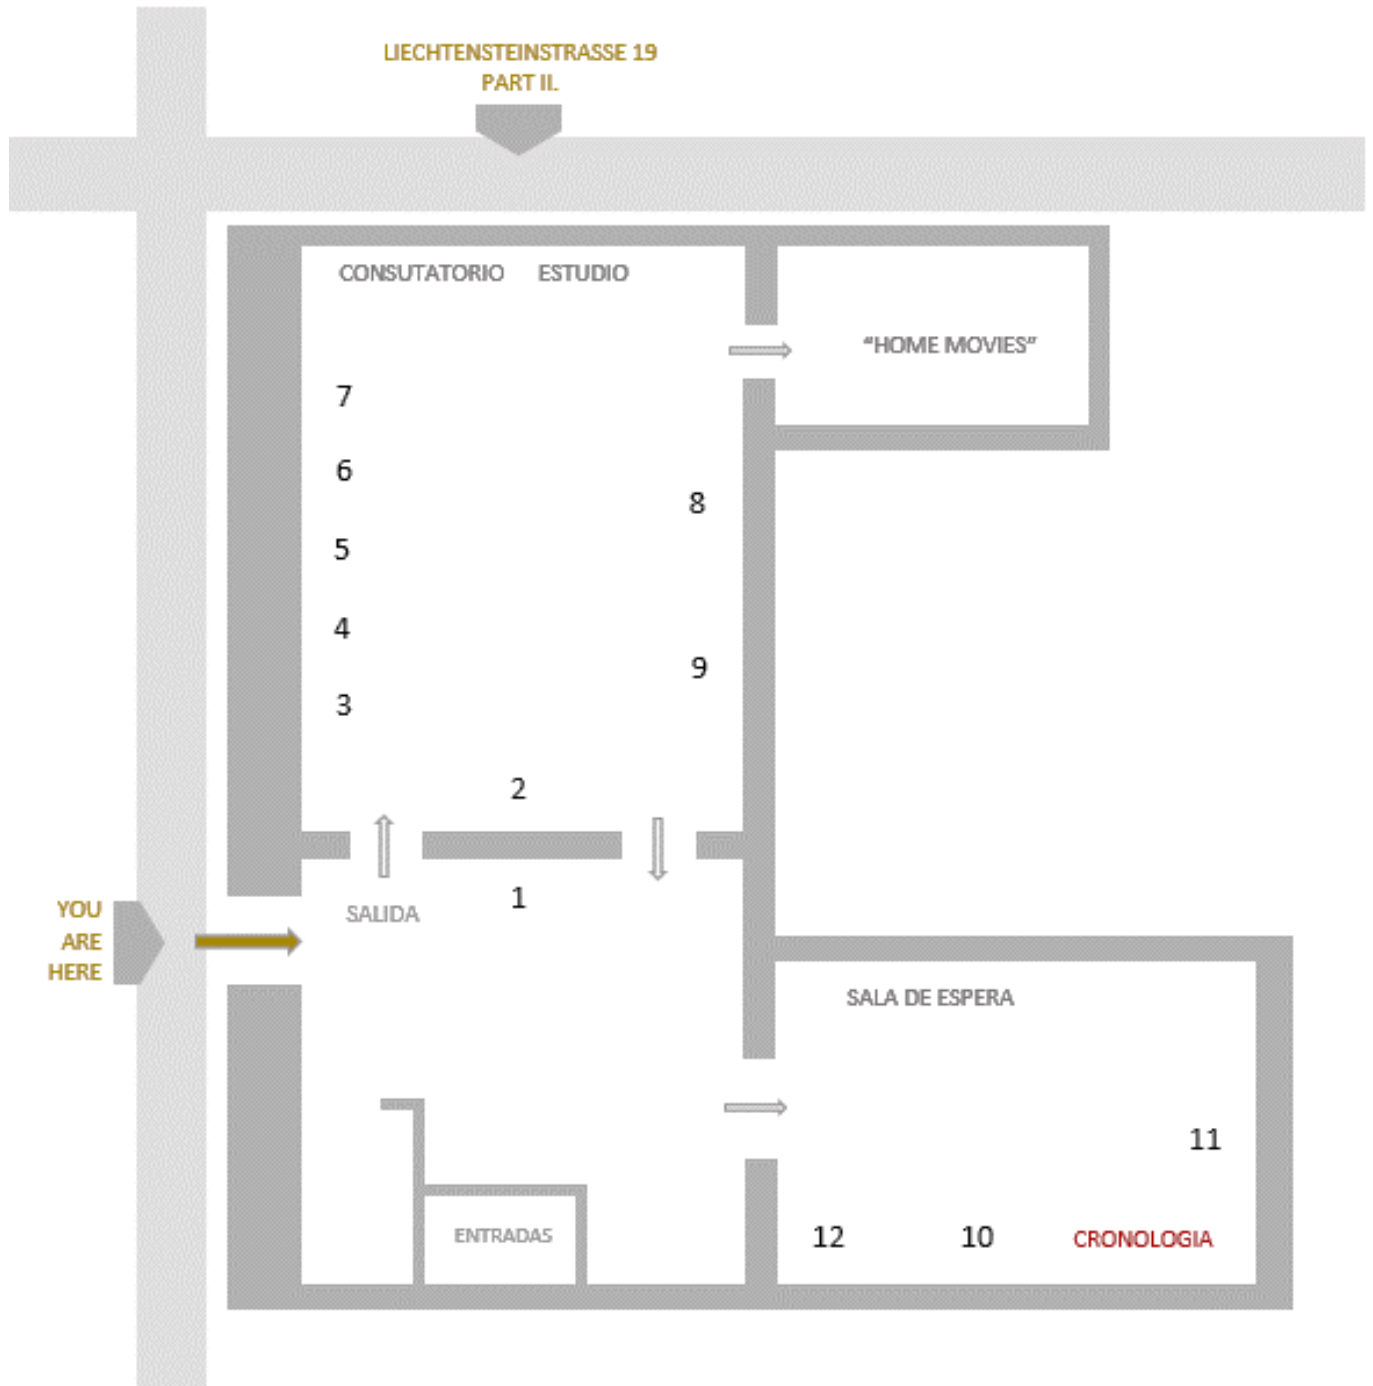 LIECHTENSTEINSTRASSE 19
PART II.
CONSUTATORIO ESTUDIO
“HOME MOVIES”
7
6
8
5
4
9
3
2
1
SALIDA
YOU
ARE
HERE
SALA DE ESPERA
11
ENTRADAS
12 10 CRONOLOGIA